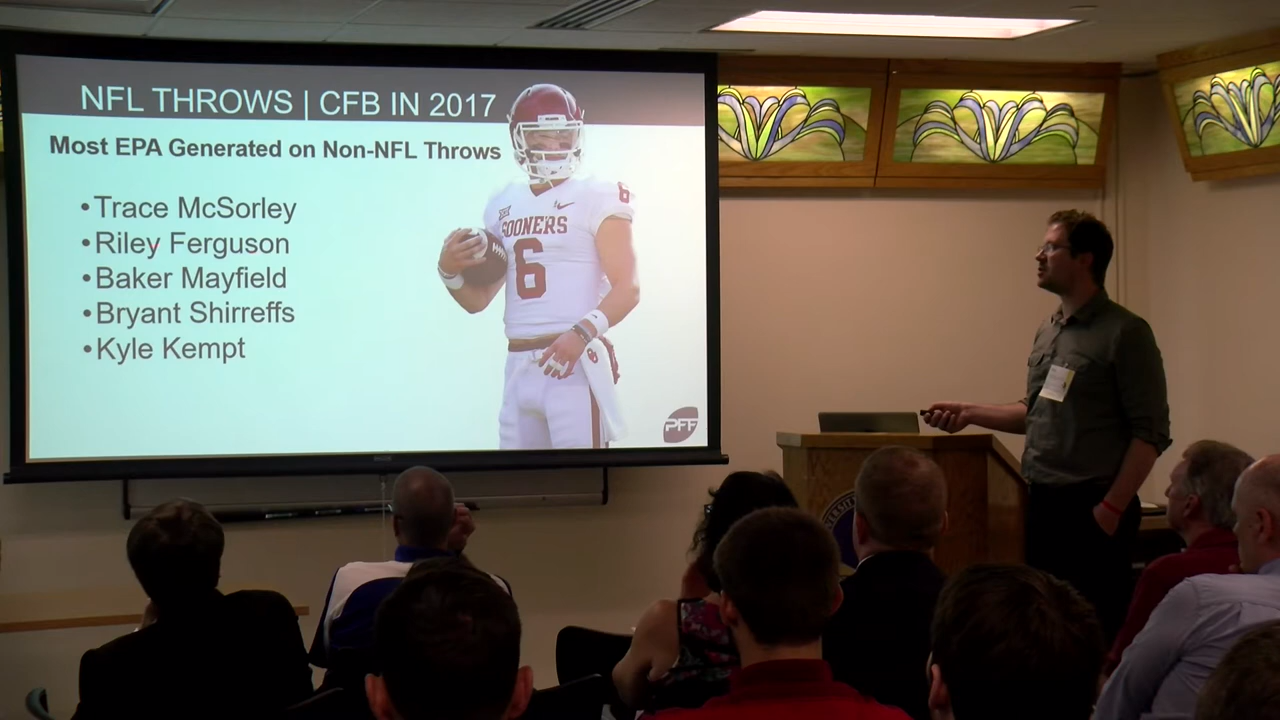 NFL THROWS | CFB IN 2017
Most EPA Generated on Non-NFL Throws
•Trace McSorley
•Riley Ferguson
•Baker Mayfield
•Bryant Shirreffs
•Kyle Kempt
SOONERS
6
6
PFF